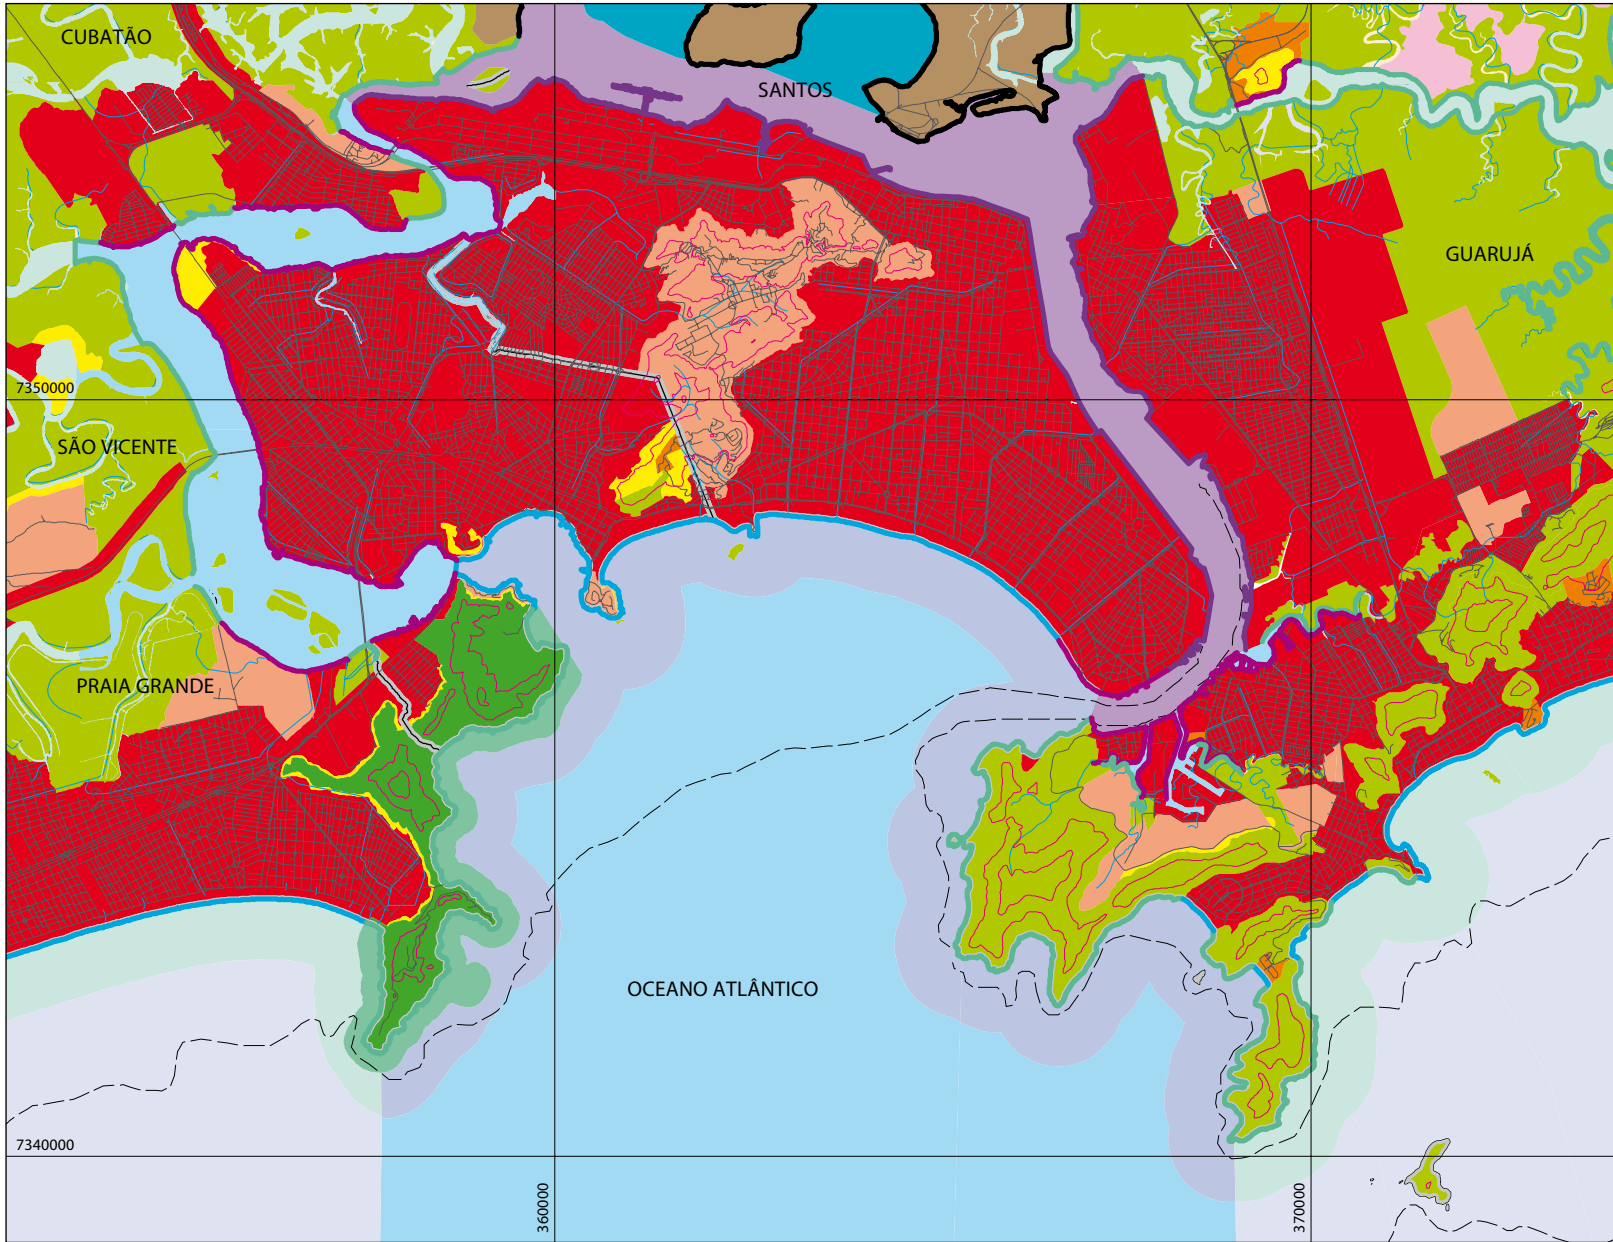 CUBATÃO
SANTOS
GUARUJÁ
7350000
SÃO VICENTE
PRAIA GRANDE
OCEANO ATLÂNTICO
7340000
360000
370000